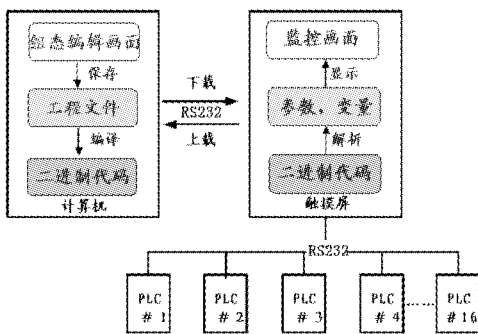 组态编辑画面
保存
工程文件
编译
二进制代码
计算机
下载
RS232
上载
监控画面
显示
参数,变量
解析
二进制代码
触摸屏
RS232
PLC
# 1
PLC
# 2
PLC
# 3
PLC
# 4
......
PLC
# 16